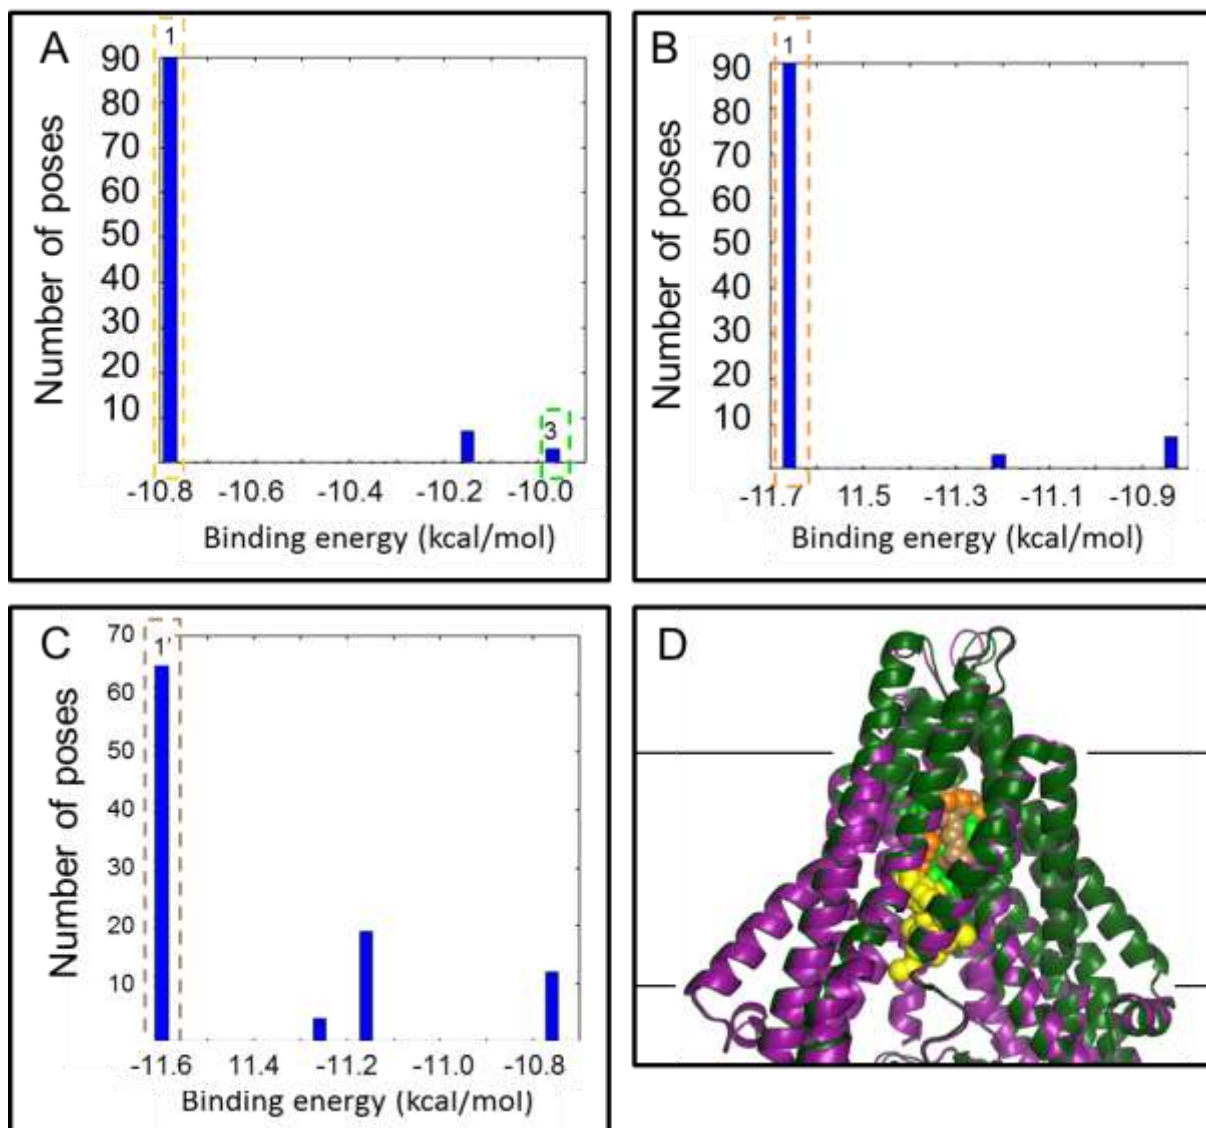 A
1
90
80
70
60
50
40
30
20
10
3
-10.8 -10.6 -10.4 -10.2 -10.0
Number of poses
Binding energy (kcal/mol)
B
1
90
80
70
60
50
40
30
20
10
-11.7 11.5 -11.3 -11.1 -10.9
Number of poses
Binding energy (kcal/mol)
C
1
70
60
50
40
30
20
10
-11.6 11.4 -11.2 -11.0 -10.8
Number of poses
Binding energy (kcal/mol)
D